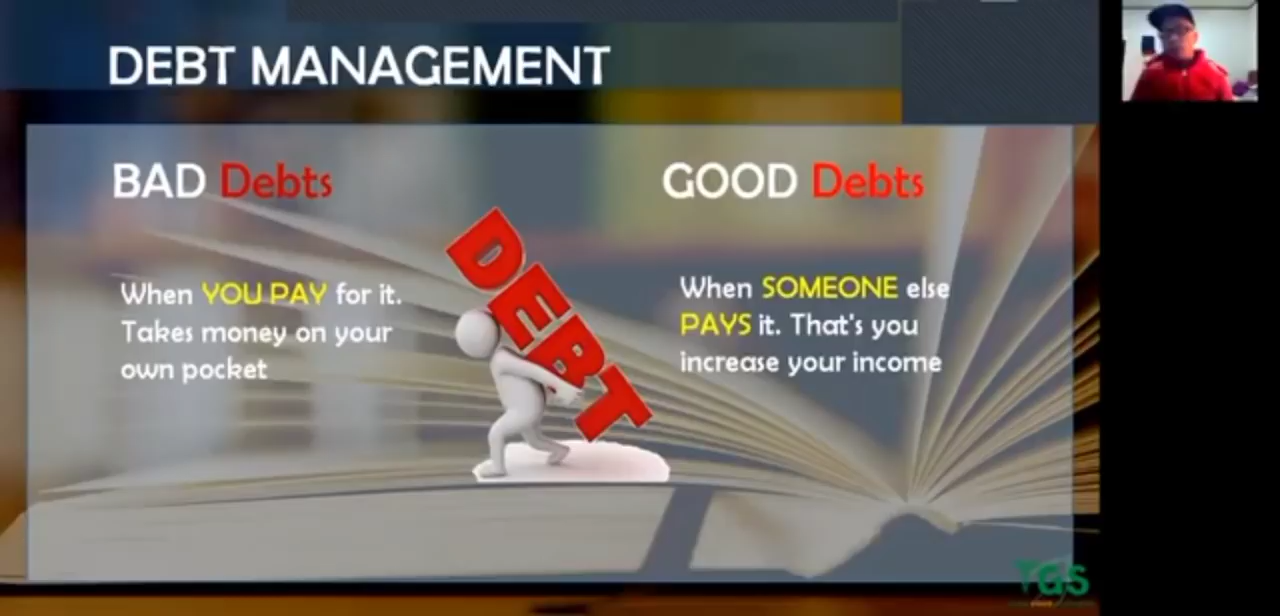 DEBT MANAGEMENT
BAD Debts
When YOU PAY for it.
Takes money on your
own pocket
DEBT
GOOD Debts
When SOMEONE else
PAYS it. That's you
increase your income
TGS